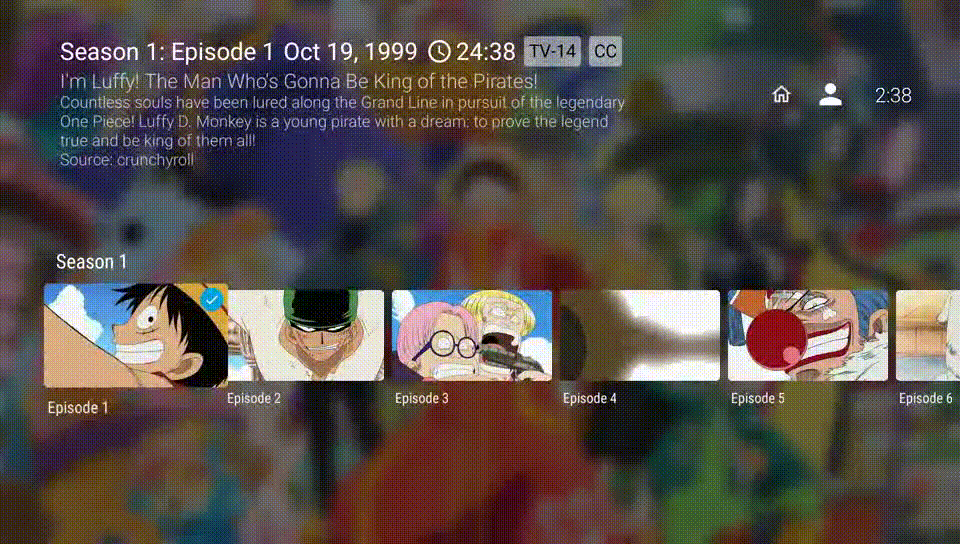 Season 1: Episode 1 Oct 19, 1999 24:38 TV-14 CC
I'm Luffy! The Man Who's Gonna Be King of the Pirates!
Countless souls have been lured along the Grand Line in pursuit of the legendary
One Piece! Luffy D. Monkey is a young pirate with a dream: to prove the legend
true and be king of them all!
Source: crunchyroll
2:38
Season 1
Episode 1
Episode 2
Episode 3
Episode 4
Episode 5
Episode 6